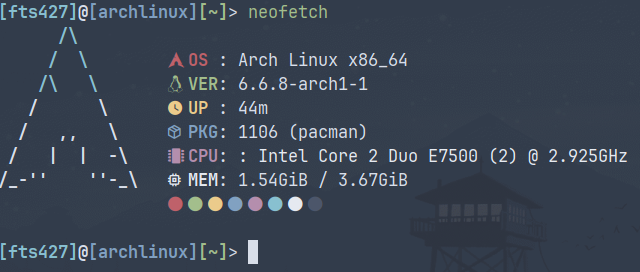 [fts427]@[archlinux][~]> neofetch
       /\
      /  \
     /\   \
    /      \
   /   ,,   \
  /   |  |  -\
 /_-''    ''-_\
OS : Arch Linux x86_64
VER: 6.6.8-arch1-1
UP : 44m
PKG: 1106 (pacman)
CPU: : Intel Core 2 Duo E7500 (2) @ 2.925GHz
MEM: 1.54GiB / 3.67GiB
[fts427]@[archlinux][~]>